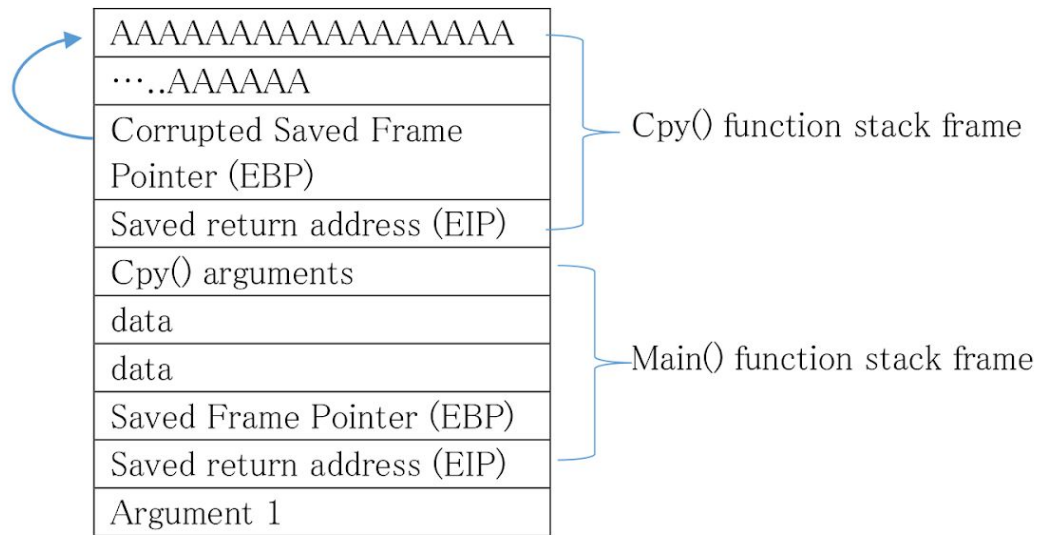 AAAAAAAAAAAAAAAAA
…..AAAAAA
Corrupted Saved Frame
Pointer (EBP)
Saved return address (EIP)
Cpy() function stack frame
Cpy() arguments
data
data
Saved Frame Pointer (EBP)
Saved return address (EIP)
Main() function stack frame
Argument 1